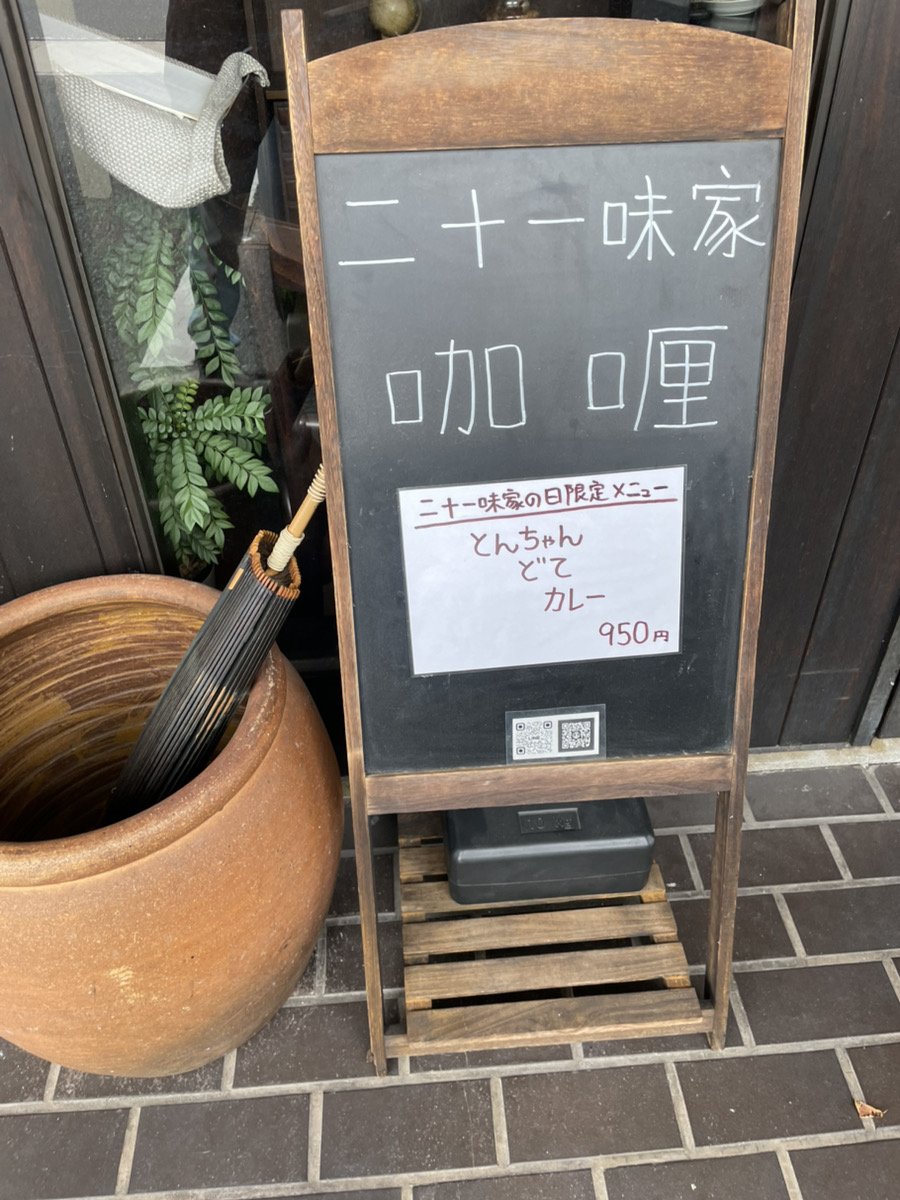 二十一味家
咖喱
二十一味家の日限定メニュー
とんちゃん
どて
カレー
950円